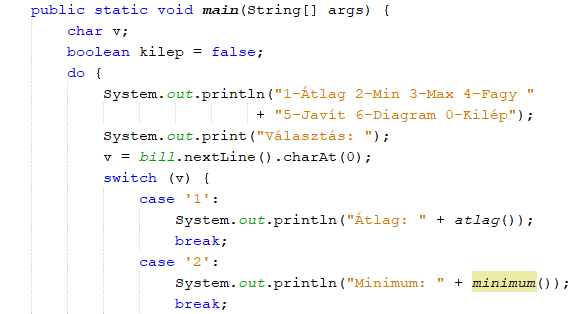 public static void main(String[] args) {
char v;
boolean kilep = false;
do {
System.out.println("1-Átlag 2-Min 3-Max 4-Fagy "
+ "5-Javít 6-Diagram 0-Kilép");
System.out.print("Választás: ");
v = bill.nextLine().charAt(0);
switch (v) {
case '1':
System.out.println("Átlag: " + atlag());
break;
case '2':
System.out.println("Minimum: " + minimum());
break;